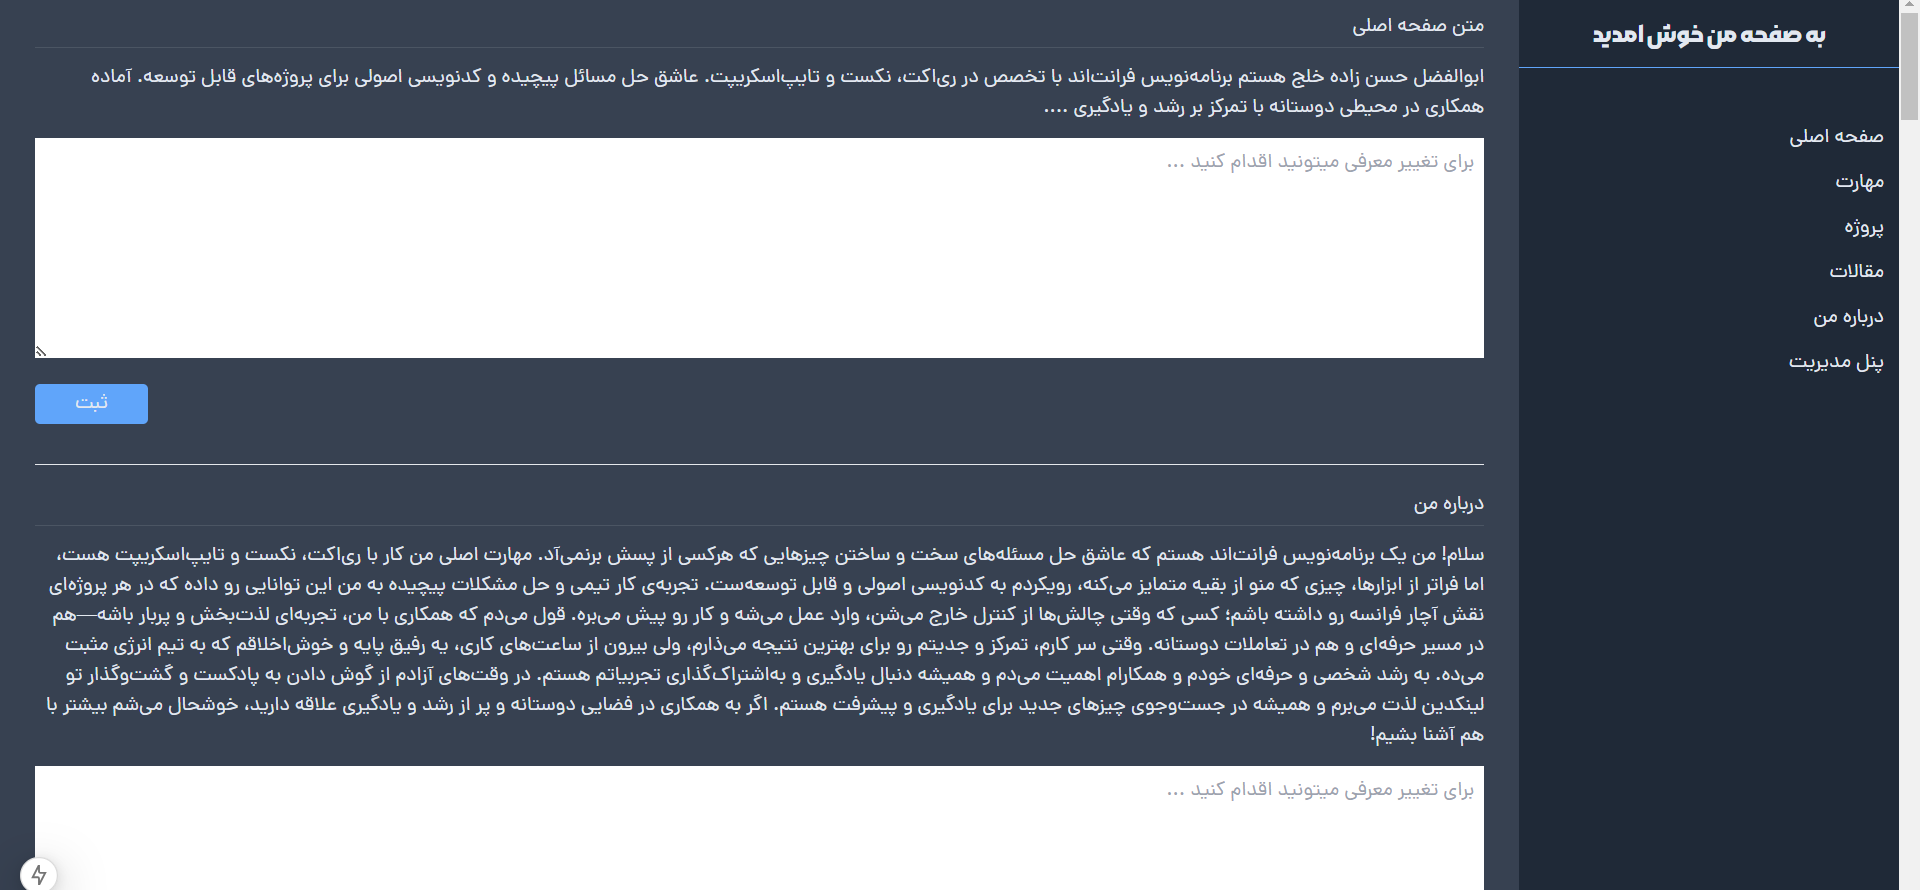 به صفحه من خوش امدید
صفحه اصلی
مهارت
پروژه
مقالات
درباره من
پنل مدیریت
متن صفحه اصلی
ابوالفضل حسن زاده خلج هستم برنامه‌نویس فرانت‌اند با تخصص در ری‌اکت، نکست و تایپ‌اسکریپت. عاشق حل مسائل پیچیده و کدنویسی اصولی برای پروژه‌های قابل توسعه. آماده
همکاری در محیطی دوستانه با تمرکز بر رشد و یادگیری ....
برای تغییر معرفی میتونید اقدام کنید ...
ثبت
درباره من
سلام! من یک برنامه‌نویس فرانت‌اند هستم که عاشق حل مسئله‌های سخت و ساختن چیزهایی که هرکسی از پسش برنمی‌آد. مهارت اصلی من کار با ری‌اکت، نکست و تایپ‌اسکریپت هست،
اما فراتر از ابزارها، چیزی که منو از بقیه متمایز می‌کنه، رویکردم به کدنویسی اصولی و قابل توسعه‌ست. تجربه‌ی کار تیمی و حل مشکلات پیچیده به من این توانایی رو داده که در هر پروژه‌ای
نقش آچار فرانسه رو داشته باشم؛ کسی که وقتی چالش‌ها از کنترل خارج می‌شن، وارد عمل می‌شه و کار رو پیش می‌بره. قول می‌دم که همکاری با من، تجربه‌ای لذت‌بخش و پربار باشه—هم
در مسیر حرفه‌ای و هم در تعاملات دوستانه. وقتی سر کارم، تمرکز و جدیتم رو برای بهترین نتیجه می‌ذارم، ولی بیرون از ساعت‌های کاری، یه رفیق پایه و خوش‌اخلاقم که به تیم انرژی مثبت
می‌ده. به رشد شخصی و حرفه‌ای خودم و همکارام اهمیت می‌دم و همیشه دنبال یادگیری و به‌اشتراک‌گذاری تجربیاتم هستم. در وقت‌های آزادم از گوش دادن به پادکست و گشت‌وگذار تو
لینکدین لذت می‌برم و همیشه در جست‌وجوی چیزهای جدید برای یادگیری و پیشرفت هستم. اگر به همکاری در فضایی دوستانه و پر از رشد و یادگیری علاقه دارید، خوشحال می‌شم بیشتر با
هم آشنا بشیم!
برای تغییر معرفی میتونید اقدام کنید ...